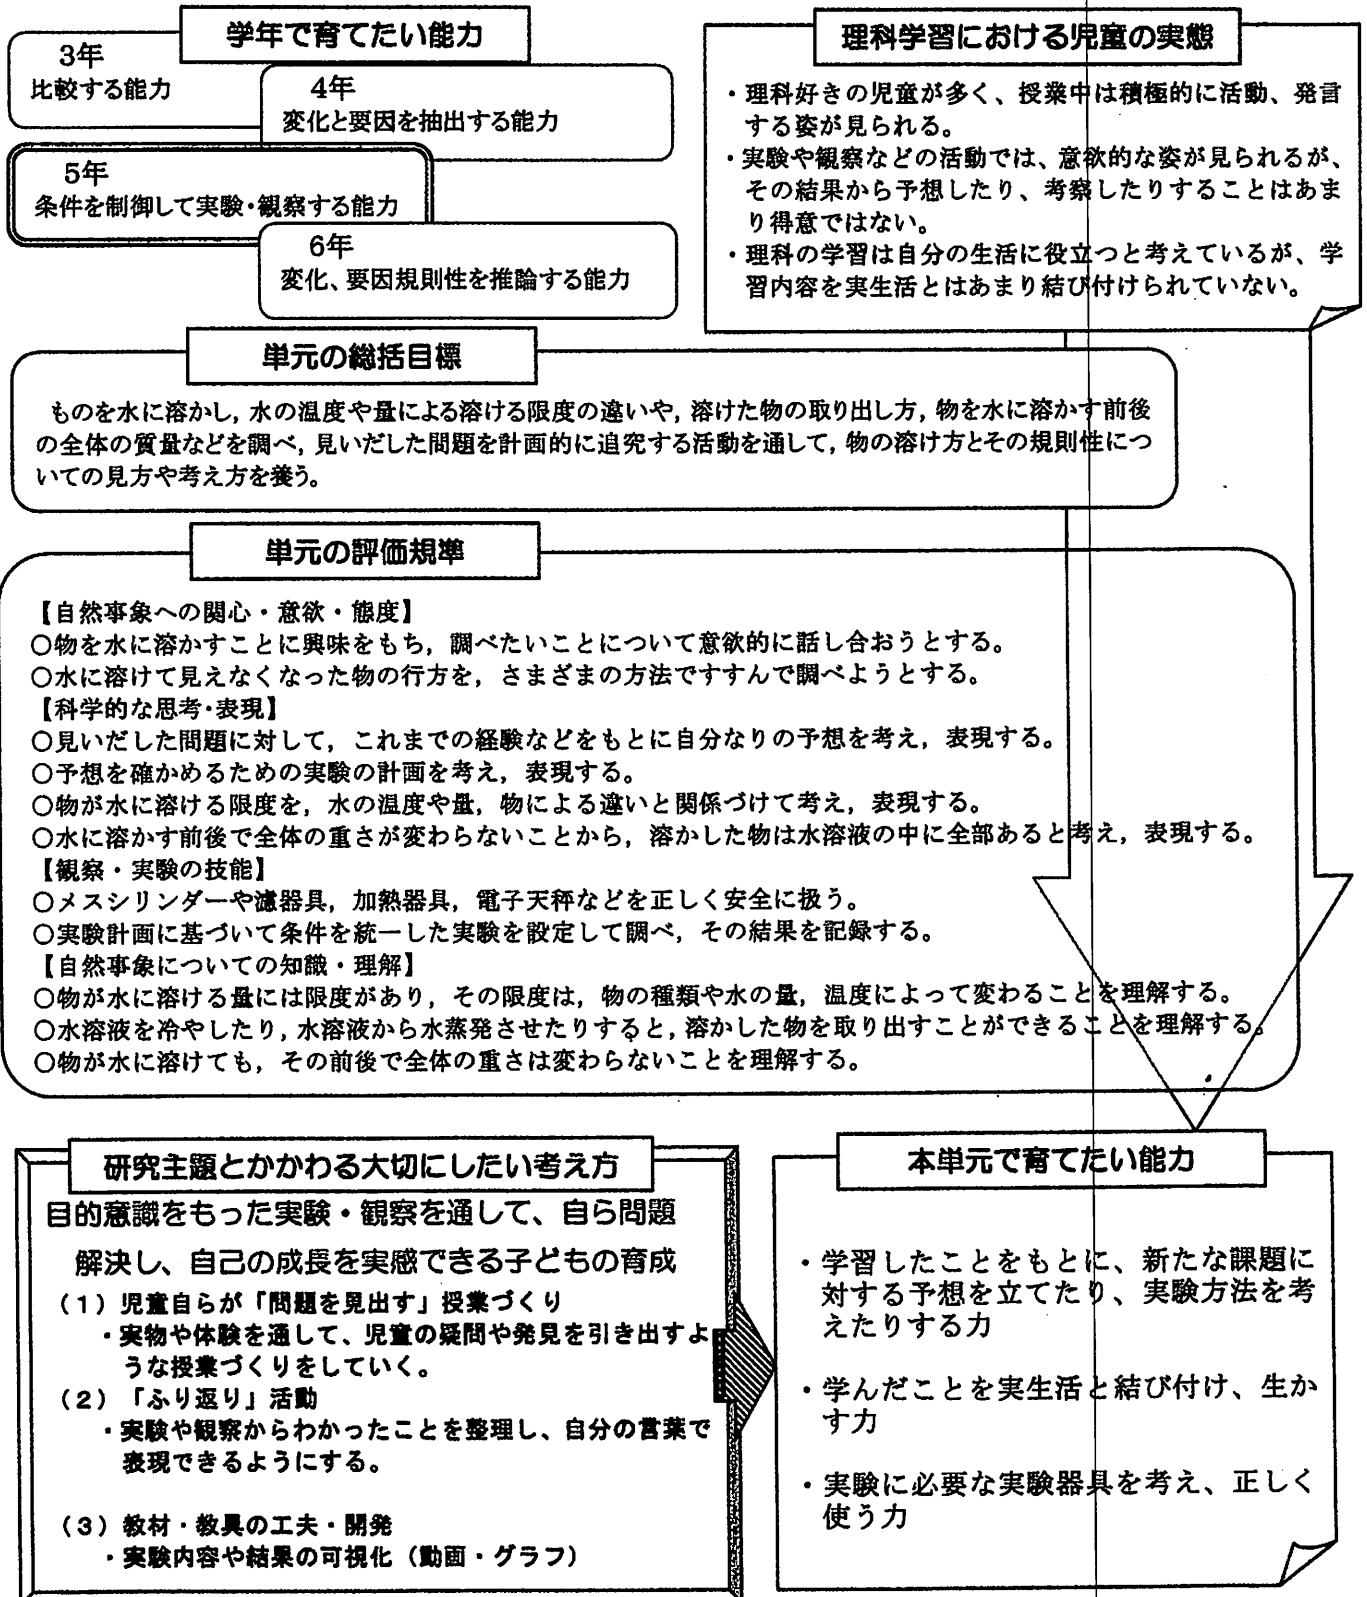 学年で育てたい能力
3年
比較する能力
4年
変化と要因を抽出する能力
5年
条件を制御して実験・観察する能力
6年
変化、要因規則性を推論する能力
理科学習における児童の実態
・理科好きの児童が多く、授業中は積極的に活動、発言
する姿が見られる。
・実験や観察などの活動では、意欲的な姿が見られるが、
その結果から予想したり、考察したりすることはあま
り得意ではない。
・理科の学習は自分の生活に役立つと考えているが、学
習内容を実生活とはあまり結び付けられていない。
単元の総括目標
ものを水に溶かし，水の温度や量による溶ける限度の違いや，溶けた物の取り出し方，物を水に溶かす前後
の全体の質量などを調べ，見いだした問題を計画的に追究する活動を通して，物の溶け方とその規則性につ
いての見方や考え方を養う。
単元の評価規準
【自然事象への関心・意欲・態度】
○物を水に溶かすことに興味をもち，調べたいことについて意欲的に話し合おうとする。
○水に溶けて見えなくなった物の行方を，さまざまの方法ですすんで調べようとする。
【科学的な思考・表現】
○見いだした問題に対して，これまでの経験などをもとに自分なりの予想を考え，表現する。
○予想を確かめるための実験の計画を考え，表現する。
○物が水に溶ける限度を，水の温度や量，物による違いと関係づけて考え，表現する。
○水に溶かす前後で全体の重さが変わらないことから，溶かした物は水溶液の中に全部あると考え，表現する。
【観察・実験の技能】
○メスシリンダーや濾器具，加熱器具，電子天秤などを正しく安全に扱う。
○実験計画に基づいて条件を統一した実験を設定して調べ，その結果を記録する。
【自然事象についての知識・理解】
○物が水に溶ける量には限度があり，その限度は，物の種類や水の量，温度によって変わることを理解する。
○水溶液を冷やしたり，水溶液から水蒸発させたりすると，溶かした物を取り出すことができることを理解する。
○物が水に溶けても，その前後で全体の重さは変わらないことを理解する。
研究主題とかかわる大切にしたい考え方
目的意識をもった実験・観察を通して、自ら問題
解決し、自己の成長を実感できる子どもの育成
（1）児童自らが「問題を見出す」授業づくり
・実物や体験を通して、児童の疑問や発見を引き出すよ
うな授業づくりをしていく。
（2）「ふり返り」活動
・実験や観察からわかったことを整理し、自分の言葉で
表現できるようにする。
（3）教材・教具の工夫・開発
・実験内容や結果の可視化（動画・グラフ）
本単元で育てたい能力
・学習したことをもとに、新たな課題に
対する予想を立てたり、実験方法を考
えたりする力
・学んだことを実生活と結び付け、生か
す力
・実験に必要な実験器具を考え、正しく
使う力